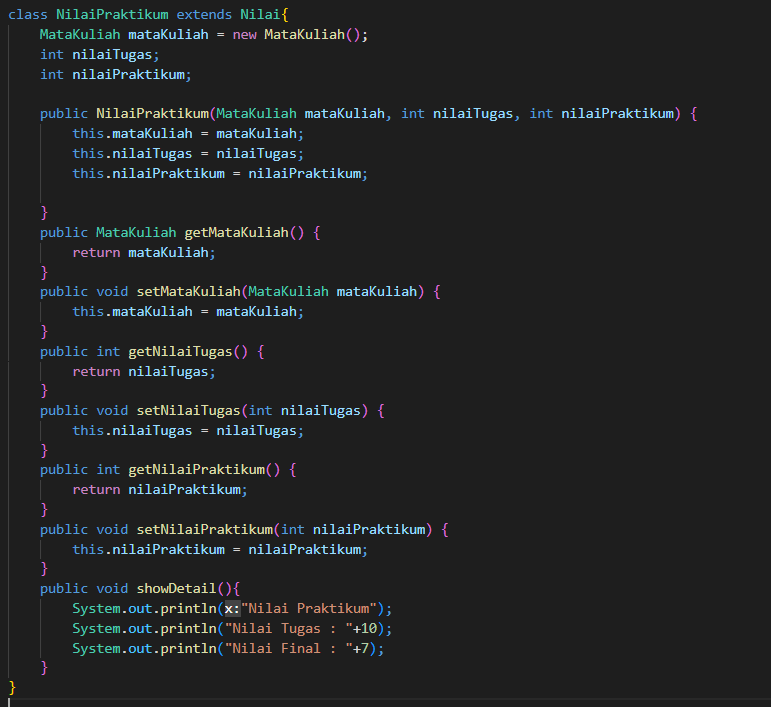 class NilaiPraktikum extends Nilai{
    MataKuliah mataKuliah = new MataKuliah();
    int nilaiTugas;
    int nilaiPraktikum;

    public NilaiPraktikum(MataKuliah mataKuliah, int nilaiTugas, int nilaiPraktikum) {
        this.mataKuliah = mataKuliah;
        this.nilaiTugas = nilaiTugas;
        this.nilaiPraktikum = nilaiPraktikum;

    }
    public MataKuliah getMataKuliah() {
        return mataKuliah;
    }
    public void setMataKuliah(MataKuliah mataKuliah) {
        this.mataKuliah = mataKuliah;
    }
    public int getNilaiTugas() {
        return nilaiTugas;
    }
    public void setNilaiTugas(int nilaiTugas) {
        this.nilaiTugas = nilaiTugas;
    }
    public int getNilaiPraktikum() {
        return nilaiPraktikum;
    }
    public void setNilaiPraktikum(int nilaiPraktikum) {
        this.nilaiPraktikum = nilaiPraktikum;
    }
    public void showDetail(){
        System.out.println(x:"Nilai Praktikum");
        System.out.println("Nilai Tugas : "+10);
        System.out.println("Nilai Final : "+7);
    }
}